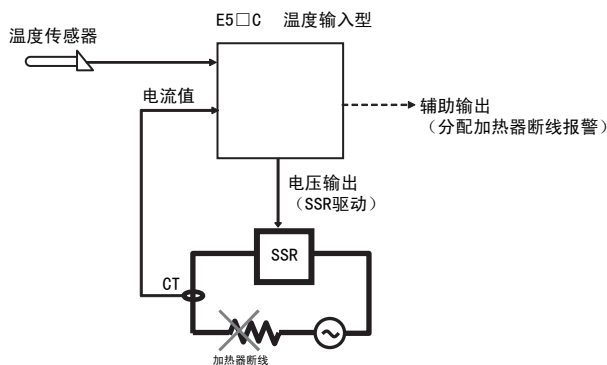 E5□C 温度输入型
温度传感器
电流值
辅助输出
（分配加热器断线报警）
电压输出
（SSR驱动）
SSR
CT
加热器断线